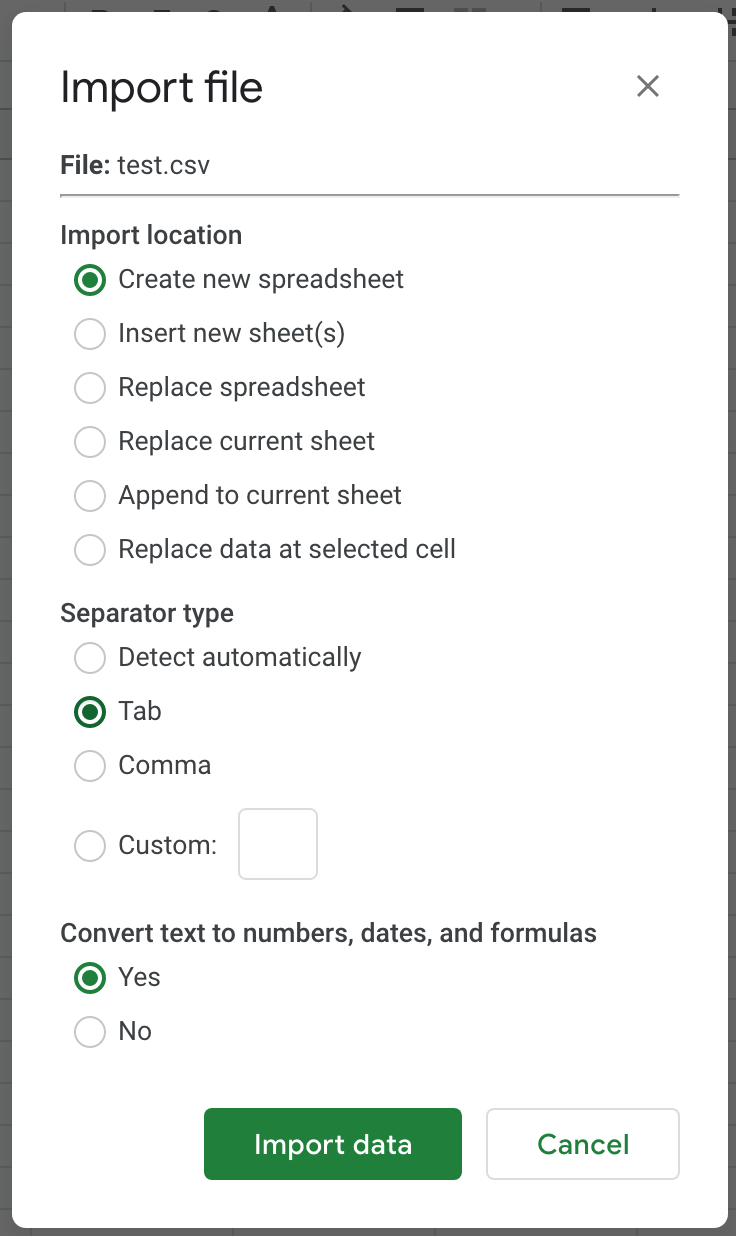 Import file
File: test.csv
Import location
Create new spreadsheet
Insert new sheet(s)
Replace spreadsheet
Replace current sheet
Append to current sheet
Replace data at selected cell
Separator type
Detect automatically
Tab
Comma
Custom:
Convert text to numbers, dates, and formulas
Yes
No
Import data
Cancel